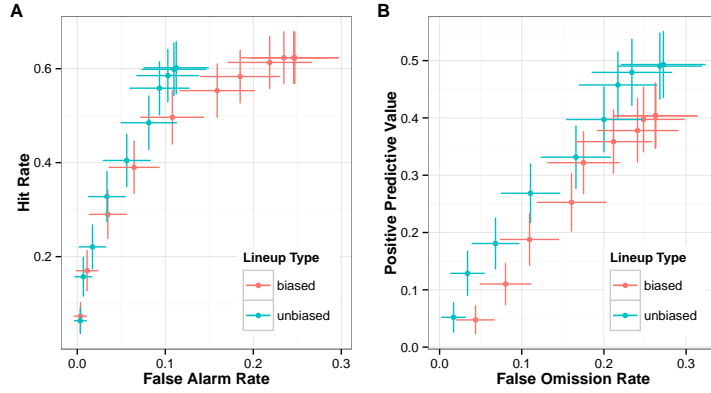 A
Hit Rate
0.6
0.4
0.2
0.0
0.1
0.2
0.3
False Alarm Rate
Lineup Type
biased
unbiased
B
Positive Predictive Value
0.5
0.4
0.3
0.2
0.1
0.0
0.0
0.1
0.2
0.3
False Omission Rate
Lineup Type
biased
unbiased